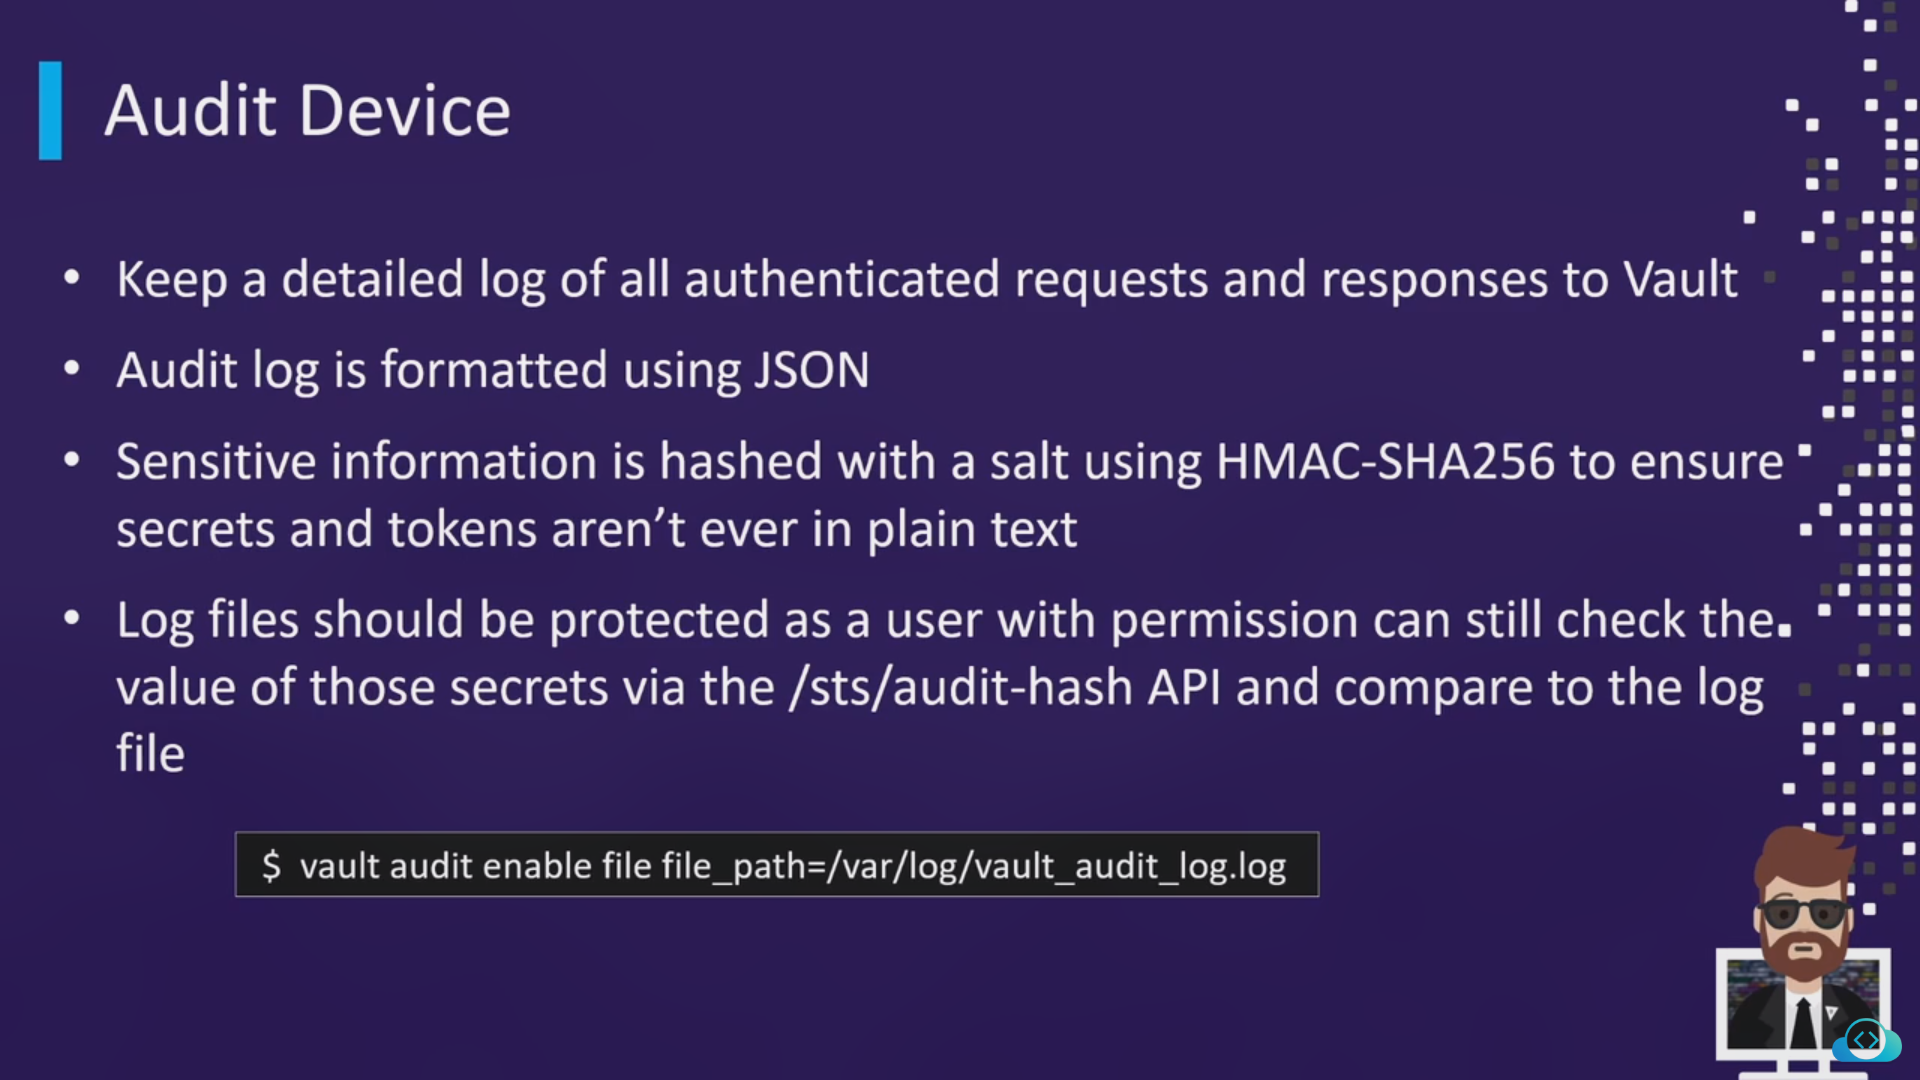 Audit Device
• Keep a detailed log of all authenticated requests and responses to Vault
• Audit log is formatted using JSON
• Sensitive information is hashed with a salt using HMAC-SHA256 to ensure
secrets and tokens aren’t ever in plain text
• Log files should be protected as a user with permission can still check the
value of those secrets via the /sts/audit-hash API and compare to the log
file
$ vault audit enable file file_path=/var/log/vault_audit_log.log